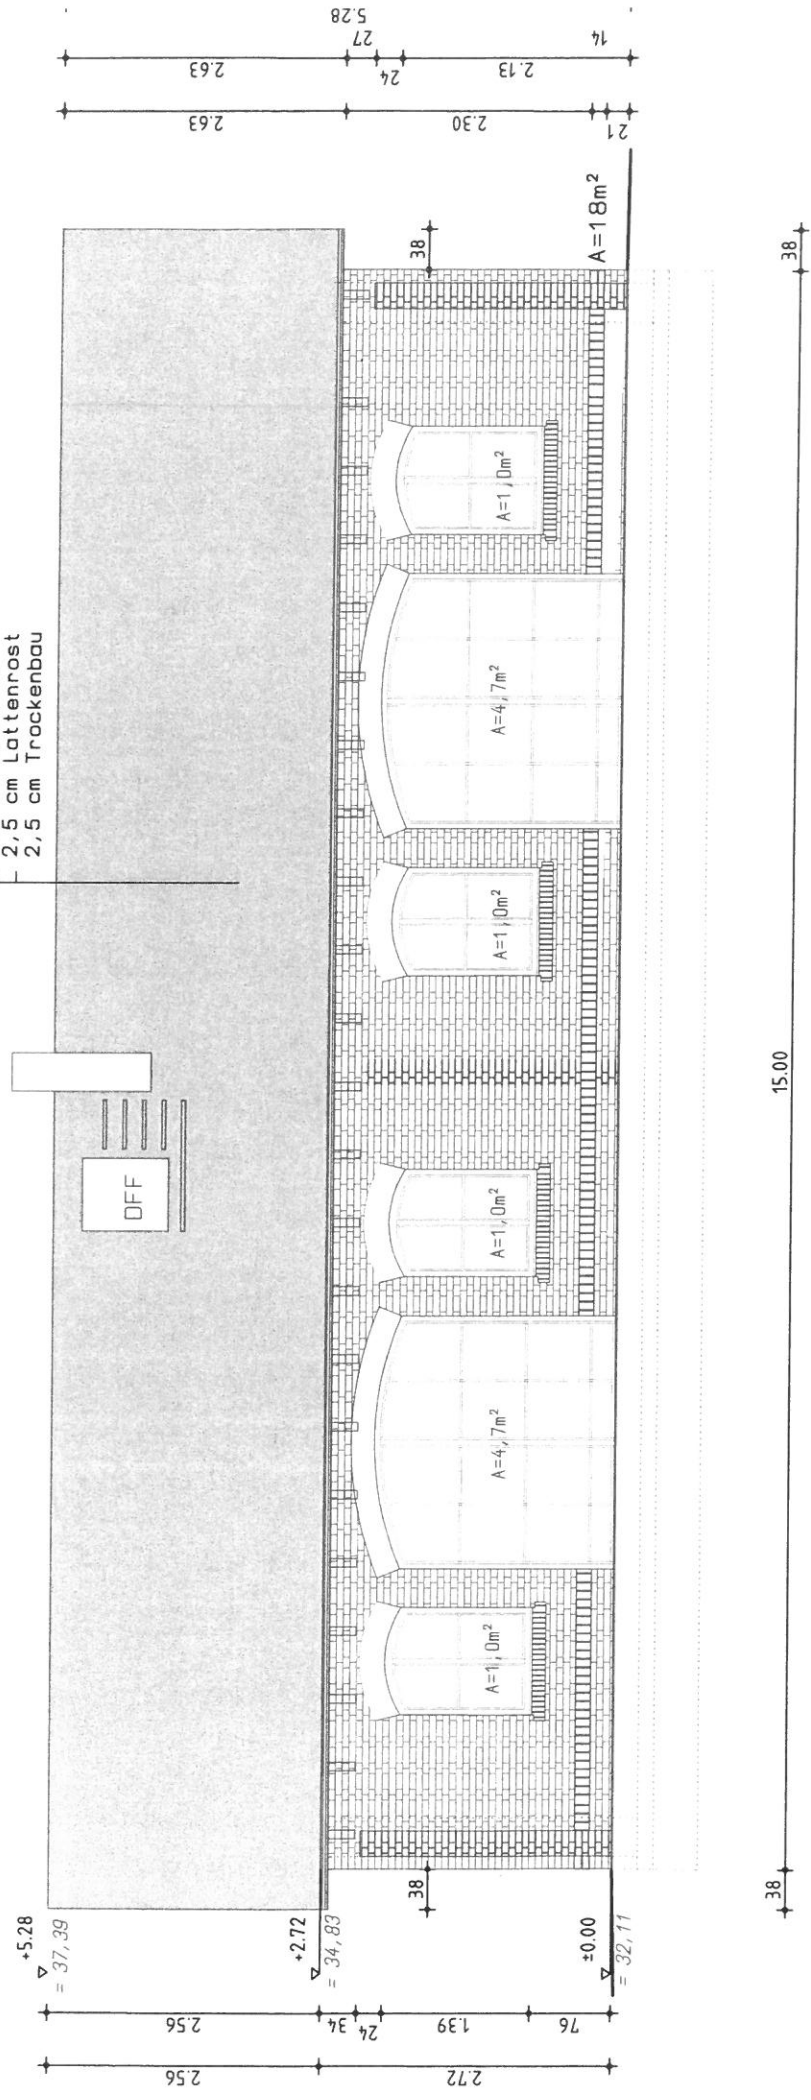 2,5 cm Lattenrost
2,5 cm Trockenbau
+5.28
= 37,39
+2.72
= 34,83
±0.00
= 32,11
2.56
2.56
34
24
1.39
76
2.72
DFF
A=1,0m²
A=4,7m²
A=1,0m²
A=1,0m²
A=4,7m²
A=1,0m²
A=18m²
38
38
38
15.00
38
2.63
2.30
21
2.63
27
24
2.13
14
5.28